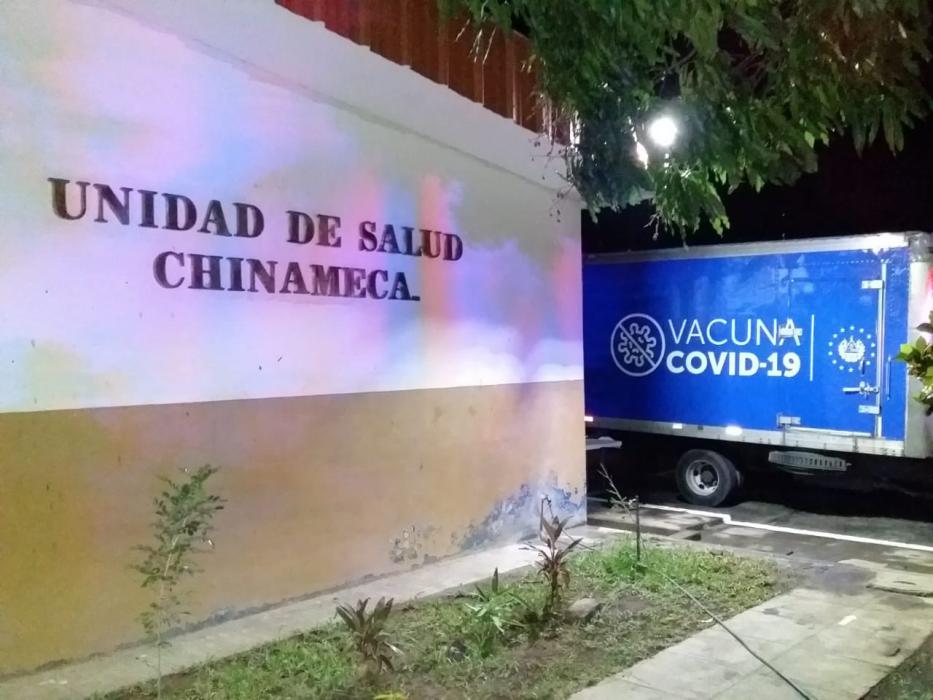 UNIDAD DE SALUD
CHINAMECA.
VACUNA
COVID-19